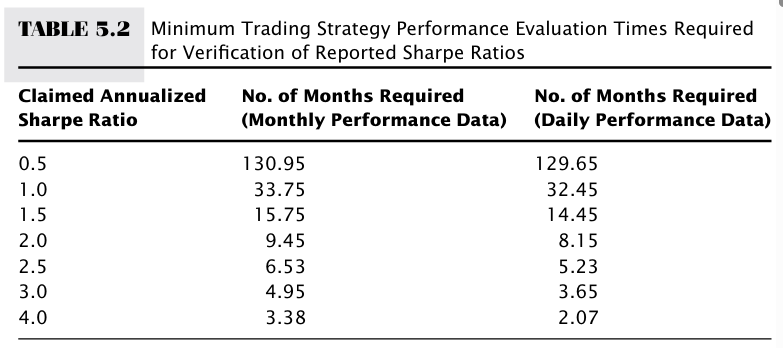 TABLE 5.2 Minimum Trading Strategy Performance Evaluation Times Required
for Verification of Reported Sharpe Ratios
Claimed Annualized No. of Months Required No. of Months Required
Sharpe Ratio (Monthly Performance Data) (Daily Performance Data)
0.5 130.95 129.65
1.0 33.75 32.45
1.5 15.75 14.45
2.0 9.45 8.15
2.5 6.53 5.23
3.0 4.95 3.65
4.0 3.38 2.07